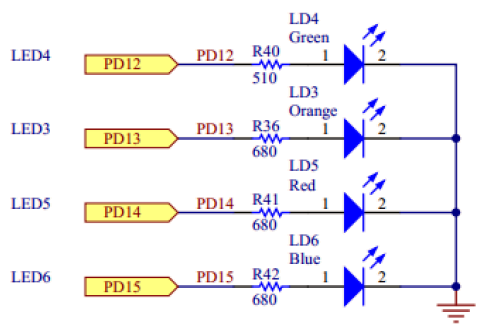 LD4
Green
LED4 PD12 PD12 R40 1 2
510
LD3
Orange
LED3 PD13 PD13 R36 1 2
680
LD5
Red
LED5 PD14 PD14 R41 1 2
680
LD6
Blue
LED6 PD15 PD15 R42 1 2
680